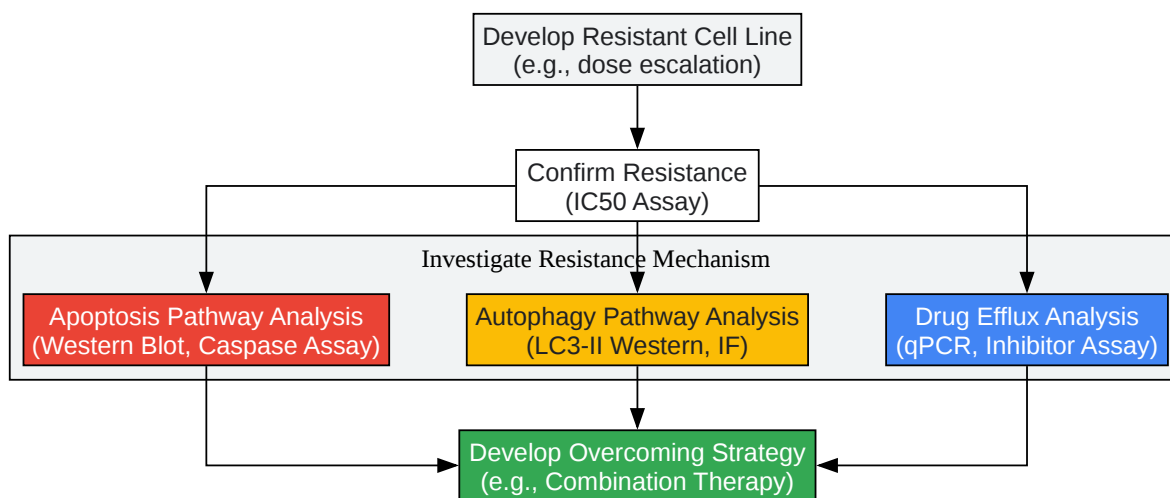 Develop Resistant Cell Line
(e.g., dose escalation)
Confirm Resistance
(IC50 Assay)
Investigate Resistance Mechanism
Apoptosis Pathway Analysis
(Western Blot, Caspase Assay)
Autophagy Pathway Analysis
(LC3-II Western, IF)
Drug Efflux Analysis
(qPCR, Inhibitor Assay)
Develop Overcoming Strategy
(e.g., Combination Therapy)